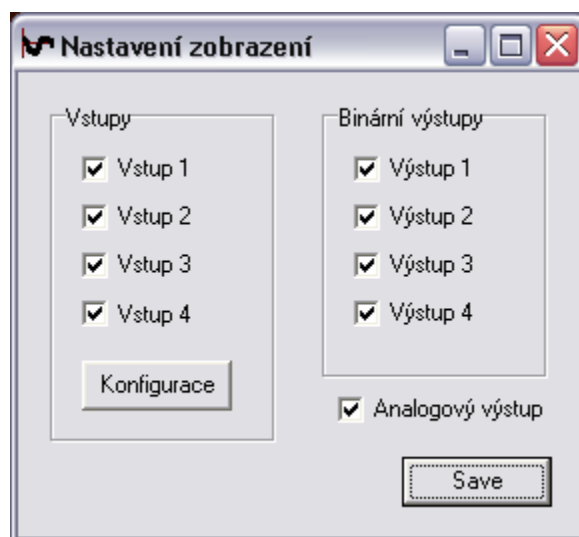 Nastavení zobrazení
Vstupy
Vstup 1
Vstup 2
Vstup 3
Vstup 4
Konfigurace
Binární výstupy
Výstup 1
Výstup 2
Výstup 3
Výstup 4
Analogový výstup
Save